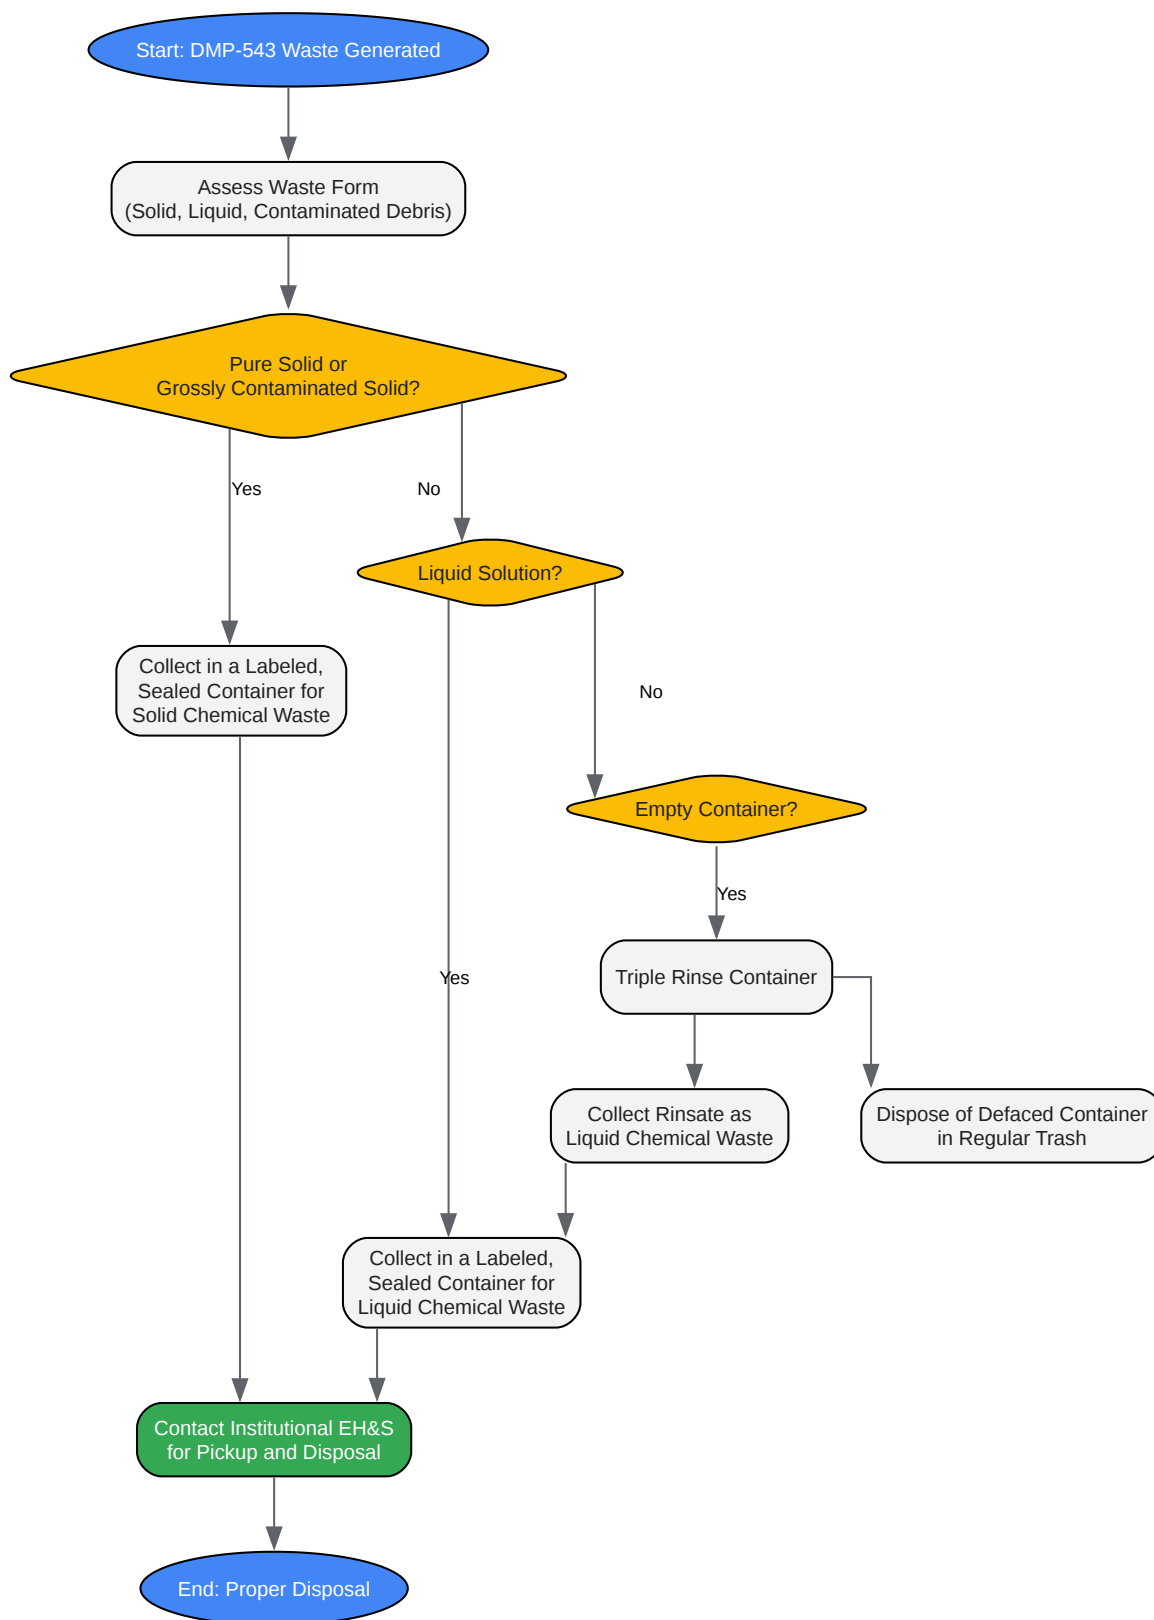 Start: DMP-543 Waste Generated
Assess Waste Form
(Solid, Liquid, Contaminated Debris)
Pure Solid or
Grossly Contaminated Solid?
Yes
No
Liquid Solution?
Collect in a Labeled,
Sealed Container for
Solid Chemical Waste
No
Empty Container?
Yes
Yes
Triple Rinse Container
Collect Rinsate as
Liquid Chemical Waste
Dispose of Defaced Container
in Regular Trash
Collect in a Labeled,
Sealed Container for
Liquid Chemical Waste
Contact Institutional EH&S
for Pickup and Disposal
End: Proper Disposal